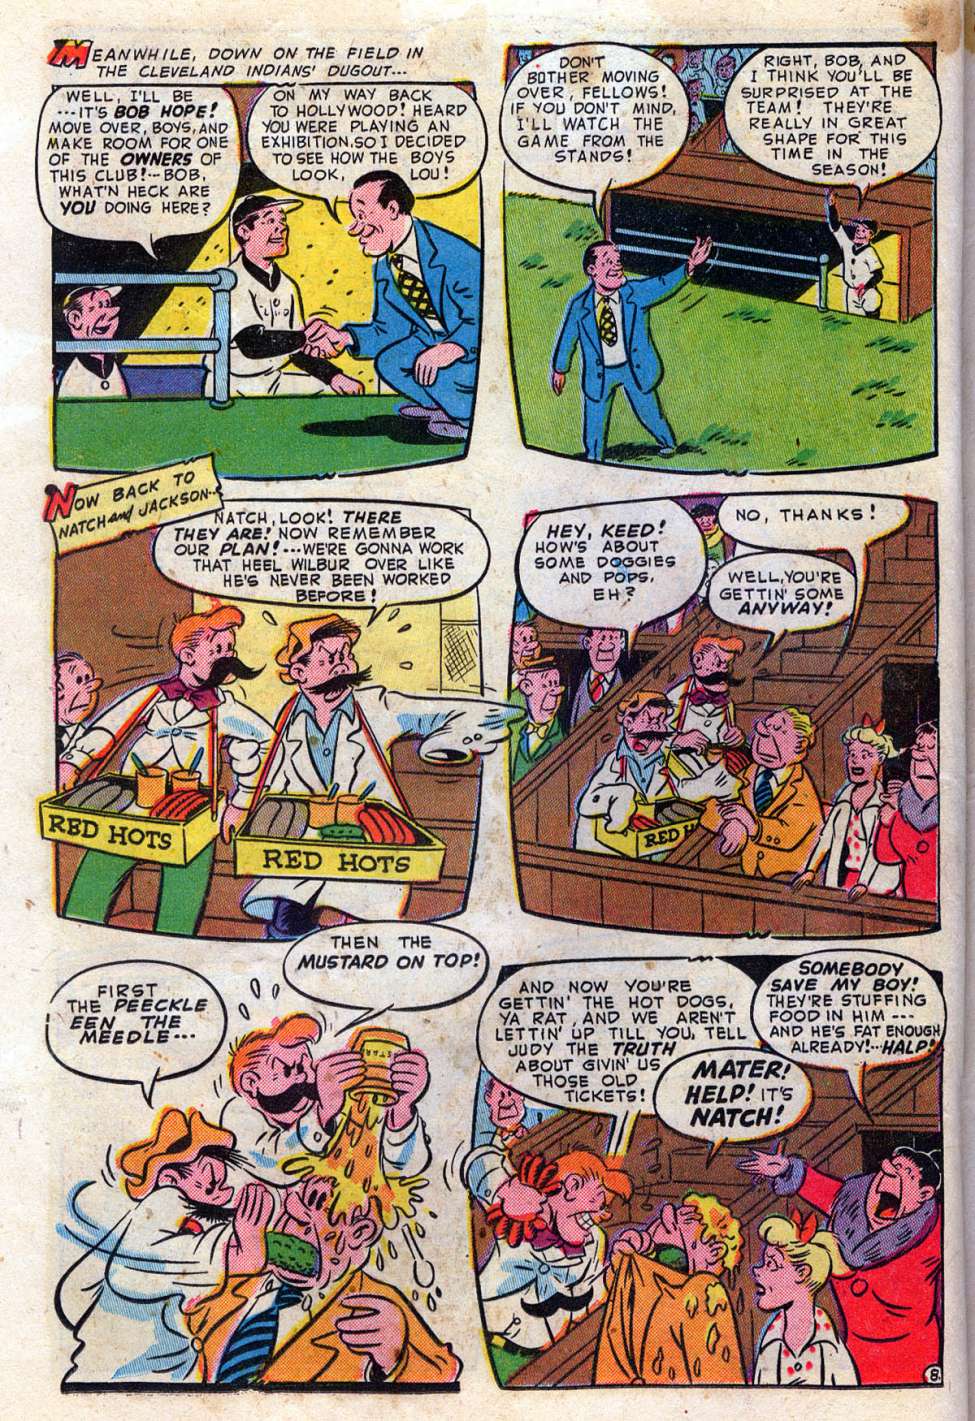 MEANWHILE, DOWN ON THE FIELD IN
THE CLEVELAND INDIANS' DUGOUT...
WELL, I'LL BE
---IT'S BOB HOPE!
MOVE OVER, BOYS, AND
MAKE ROOM FOR ONE
OF THE OWNERS OF
THIS CLUB!--BOB,
WHAT'N HECK ARE
YOU DOING HERE?
ON MY WAY BACK
TO HOLLYWOOD! HEARD
YOU WERE PLAYING AN
EXHIBITION, SO I DECIDED
TO SEE HOW THE BOYS
LOOK, LOU!
DON'T
BOTHER MOVING
OVER, FELLOWS!
IF YOU DON'T MIND,
I'LL WATCH THE
GAME FROM THE
STANDS!
RIGHT, BOB, AND
I THINK YOU'LL BE
SURPRISED AT THE
TEAM! THEY'RE
REALLY IN GREAT
SHAPE FOR THIS
TIME IN THE
SEASON!
NOW BACK TO
NATCH and JACKSON--
NATCH, LOOK! THERE
THEY ARE! NOW REMEMBER
OUR PLAN!---WE'RE GONNA WORK
THAT HEEL WILBUR OVER LIKE
HE'S NEVER BEEN WORKED
BEFORE!
RED HOTS
RED HOTS
HEY, KEED!
HOW'S ABOUT
SOME DOGGIES
AND POPS,
EH?
NO, THANKS!
WELL, YOU'RE
GETTIN' SOME
ANYWAY!
RED H
FIRST
THE PEECKLE
EEN THE
MEEDLE---
THEN THE
MUSTARD ON TOP!
AND NOW YOU'RE
GETTIN' THE HOT DOGS,
YA RAT, AND WE AREN'T
LETTIN' UP TILL YOU, TELL
JUDY THE TRUTH
ABOUT GIVIN' US
THOSE OLD
TICKETS!
MATER!
HELP! IT'S
NATCH!
SOMEBODY
SAVE MY BOY!
THEY'RE STUFFING
FOOD IN HIM---
AND HE'S FAT ENOUGH
ALREADY!--HALP!
8